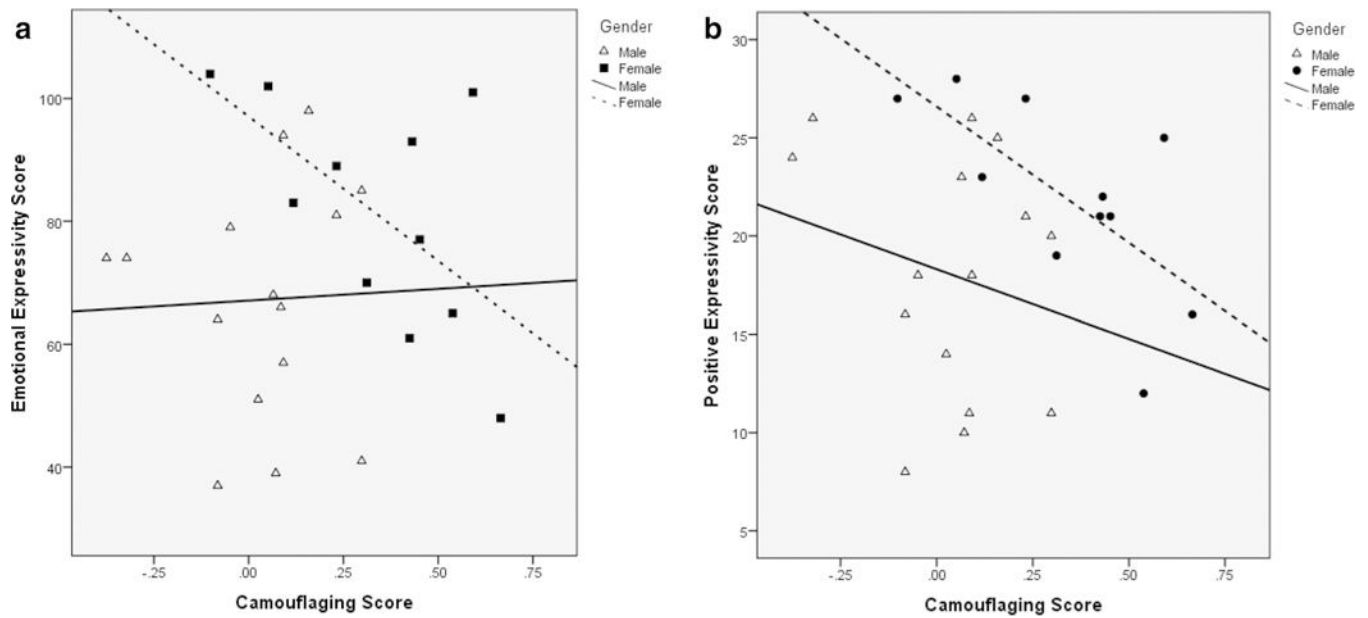 a
Gender
Male
Female
Male
Female
Emotional Expressivity Score
100
80
60
40
-.25
.00
.25
.50
.75
Camouflaging Score
b
Gender
Male
Female
Male
Female
Positive Expressivity Score
30
25
20
15
10
5
-.25
.00
.25
.50
.75
Camouflaging Score